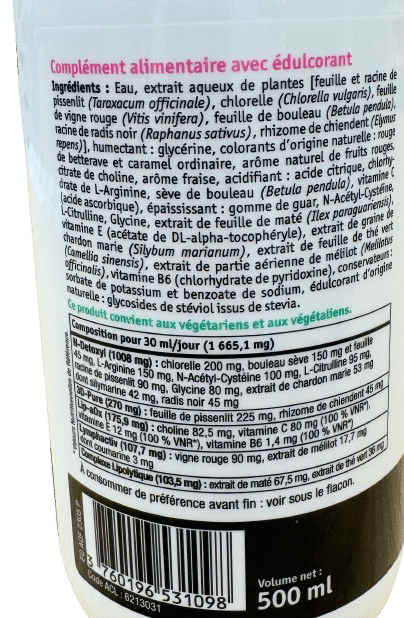 Complément alimentaire avec édulcorant
Ingrédients : Eau, extrait aqueux de plantes [feuille et racine de
pissenlit (Taraxacum officinale), chlorelle (Chlorella vulgaris), feuille
de vigne rouge (Vitis vinifera), feuille de bouleau (Betula pendula),
racine de radis noir (Raphanus sativus), rhizome de chiendent (Elymus
repens)], humectant : glycérine, colorants d'origine naturelle : rouge
de betterave et caramel ordinaire, arôme naturel de fruits rouges,
citrate de choline, arôme fraise, acidifiant : acide citrique, chlorhy-
drate de L-Arginine, sève de bouleau (Betula pendula), vitamine C
(acide ascorbique), épaississant : gomme de guar, N-Acétyl-Cystéine,
L-Citrulline, Glycine, extrait de feuille de maté (Ilex paraguariensis),
vitamine E (acétate de DL-alpha-tocophéryle), extrait de graine de
chardon marie (Silybum marianum), extrait de feuille de thé vert
(Camellia sinensis), extrait de partie aérienne de mélilot (Melilotus
officinalis), vitamine B6 (chlorhydrate de pyridoxine), conservateurs :
sorbate de potassium et benzoate de sodium, édulcorant d'origine
naturelle : glycosides de stéviol issus de stevia.
Ce produit convient aux végétariens et aux végétaliens.
Composition pour 30 ml/jour (1 665,1 mg)
N-Detoxyl (1008 mg) : chlorelle 200 mg, bouleau sève 150 mg et feuille
45 mg, L-Arginine 150 mg, N-Acétyl-Cystéine 100 mg, L-Citrulline 95 mg,
racine de pissenlit 90 mg, Glycine 80 mg, extrait de chardon marie 53 mg
dont silymarine 42 mg, radis noir 45 mg
3D-Pure (270 mg) : feuille de pissenlit 225 mg, rhizome de chiendent 45 mg
(175,9 mg) : choline 82,5 mg, vitamine C 80 mg (100 % VNR*),
vitamine E 12 mg (100 % VNR*), vitamine B6 1,4 mg (100 % VNR*)
Lymphactiv (107,7 mg) : vigne rouge 90 mg, extrait de mélilot 17,7 mg
dont coumarine 3 mg
Complexe Lipolytique (103,5 mg) : extrait de maté 67,5 mg, extrait de thé vert 36 mg
*Valeurs Nutritionnelles de Référence.
À consommer de préférence avant fin : voir sous le flacon.
3 760196 531098
Code ACL : 6213031
Volume net :
500 ml